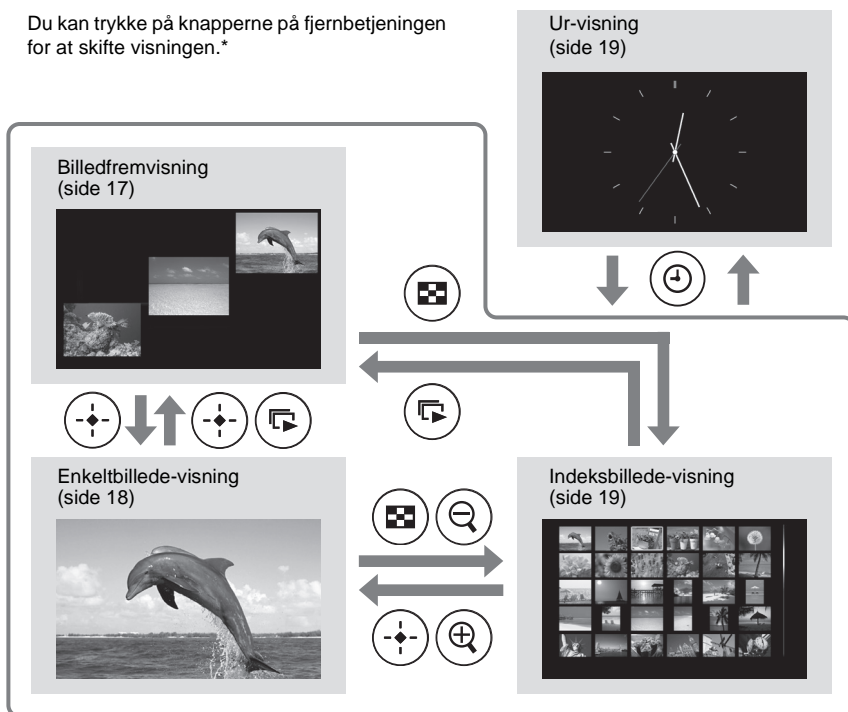 Du kan trykke på knapperne på fjernbetjeningen
for at skifte visningen.*
Ur-visning
(side 19)
Billedfremvisning
(side 17)
Enkeltbillede-visning
(side 18)
Indeksbillede-visning
(side 19)